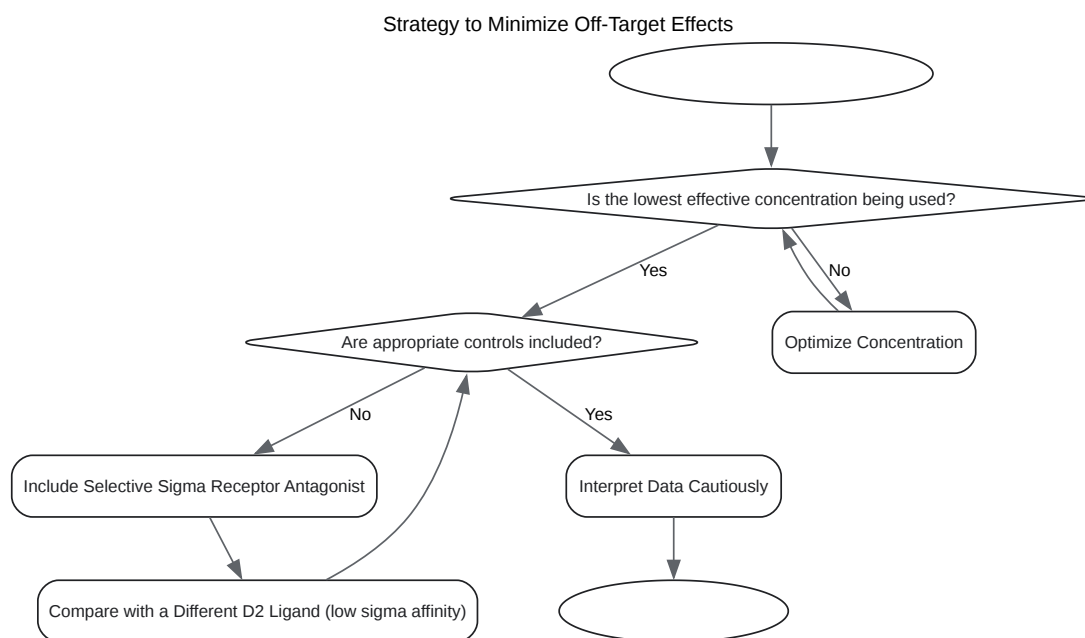 Strategy to Minimize Off-Target Effects
Is the lowest effective concentration being used?
Yes
No
Are appropriate controls included?
Optimize Concentration
No
Yes
Include Selective Sigma Receptor Antagonist
Interpret Data Cautiously
Compare with a Different D2 Ligand (low sigma affinity)